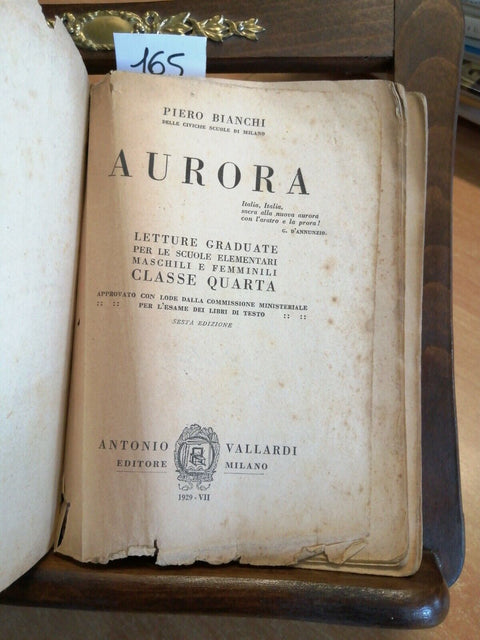 165
PIERO BIANCHI
DELLE CIVICHE SCUOLE DI MILANO
AURORA
Italia, Italia,
sacra alla nuova aurora
con l'aratro e la prora!
G. D'ANNUNZIO.
LETTURE GRADUATE
PER LE SCUOLE ELEMENTARI
MASCHILI E FEMMINILI
CLASSE QUARTA
APPROVATO CON LODE DALLA COMMISSIONE MINISTERIALE
:: :: PER L'ESAME DEI LIBRI DI TESTO :: ::
SESTA EDIZIONE
ANTONIO VALLARDI
EDITORE MILANO
1929 - VII